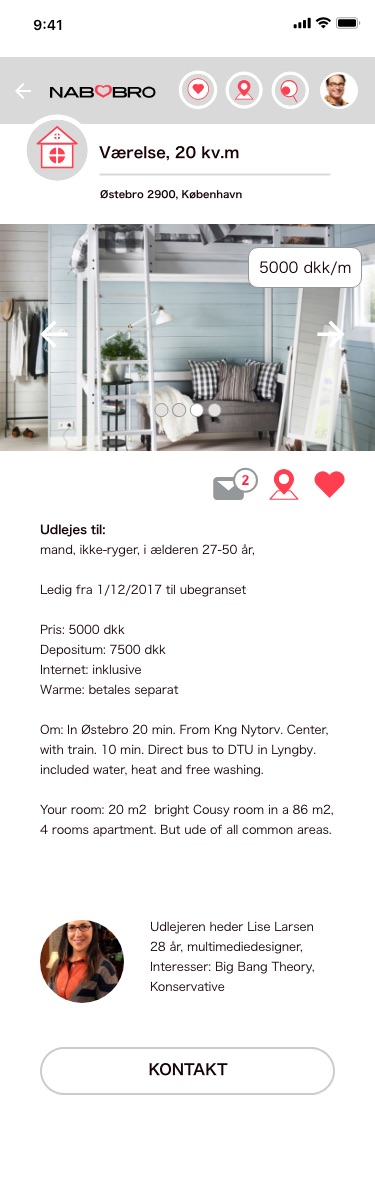 9:41
NABOBRO
Værelse, 20 kv.m
Østebro 2900, København
5000 dkk/m
2
Udlejes til:
mand, ikke-ryger, i ælderen 27-50 år,
Ledig fra 1/12/2017 til ubegranset
Pris: 5000 dkk
Depositum: 7500 dkk
Internet: inklusive
Warme: betales separat
Om: In Østebro 20 min. From Kng Nytorv. Center,
with train. 10 min. Direct bus to DTU in Lyngby.
included water, heat and free washing.
Your room: 20 m2  bright Cousy room in a 86 m2,
4 rooms apartment. But ude of all common areas.
Udlejeren heder Lise Larsen
28 år, multimediedesigner,
Interesser: Big Bang Theory,
Konservative
KONTAKT